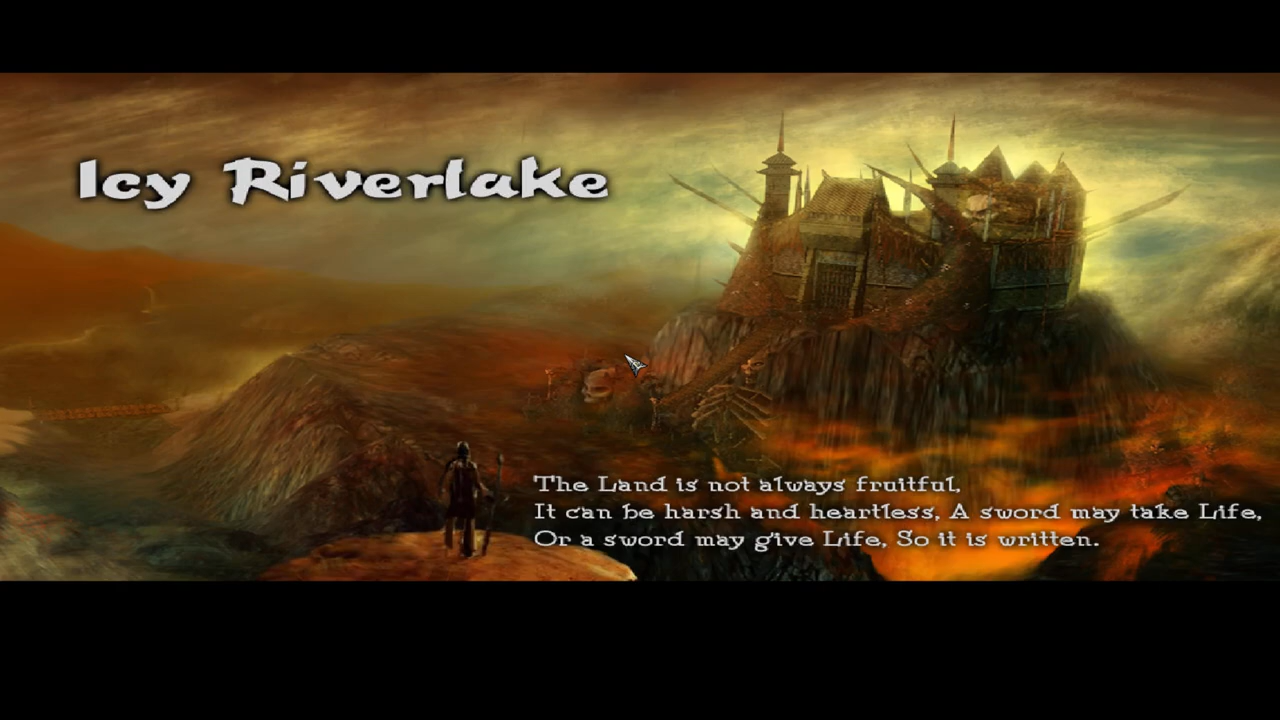 Icy Riverlake
The Land is not always fruitful,
It can be harsh and heartless, A sword may take Life,
Or a sword may give Life, So it is written.